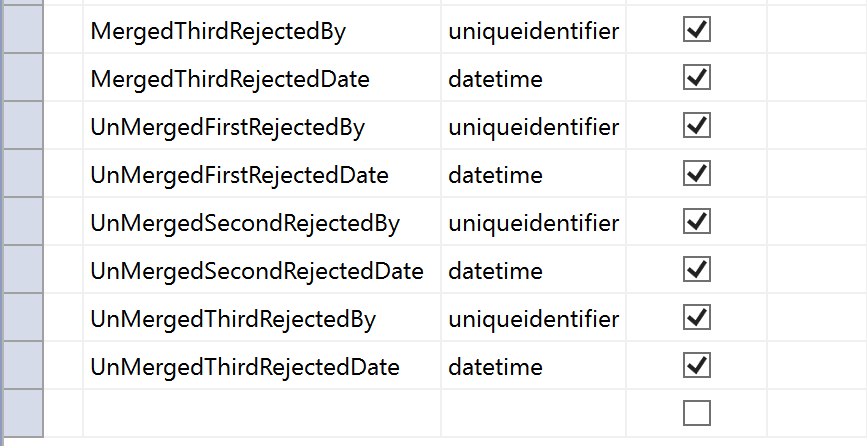 MergedThirdRejectedBy uniqueidentifier
MergedThirdRejectedDate datetime
UnMergedFirstRejectedBy uniqueidentifier
UnMergedFirstRejectedDate datetime
UnMergedSecondRejectedBy uniqueidentifier
UnMergedSecondRejectedDate datetime
UnMergedThirdRejectedBy uniqueidentifier
UnMergedThirdRejectedDate datetime